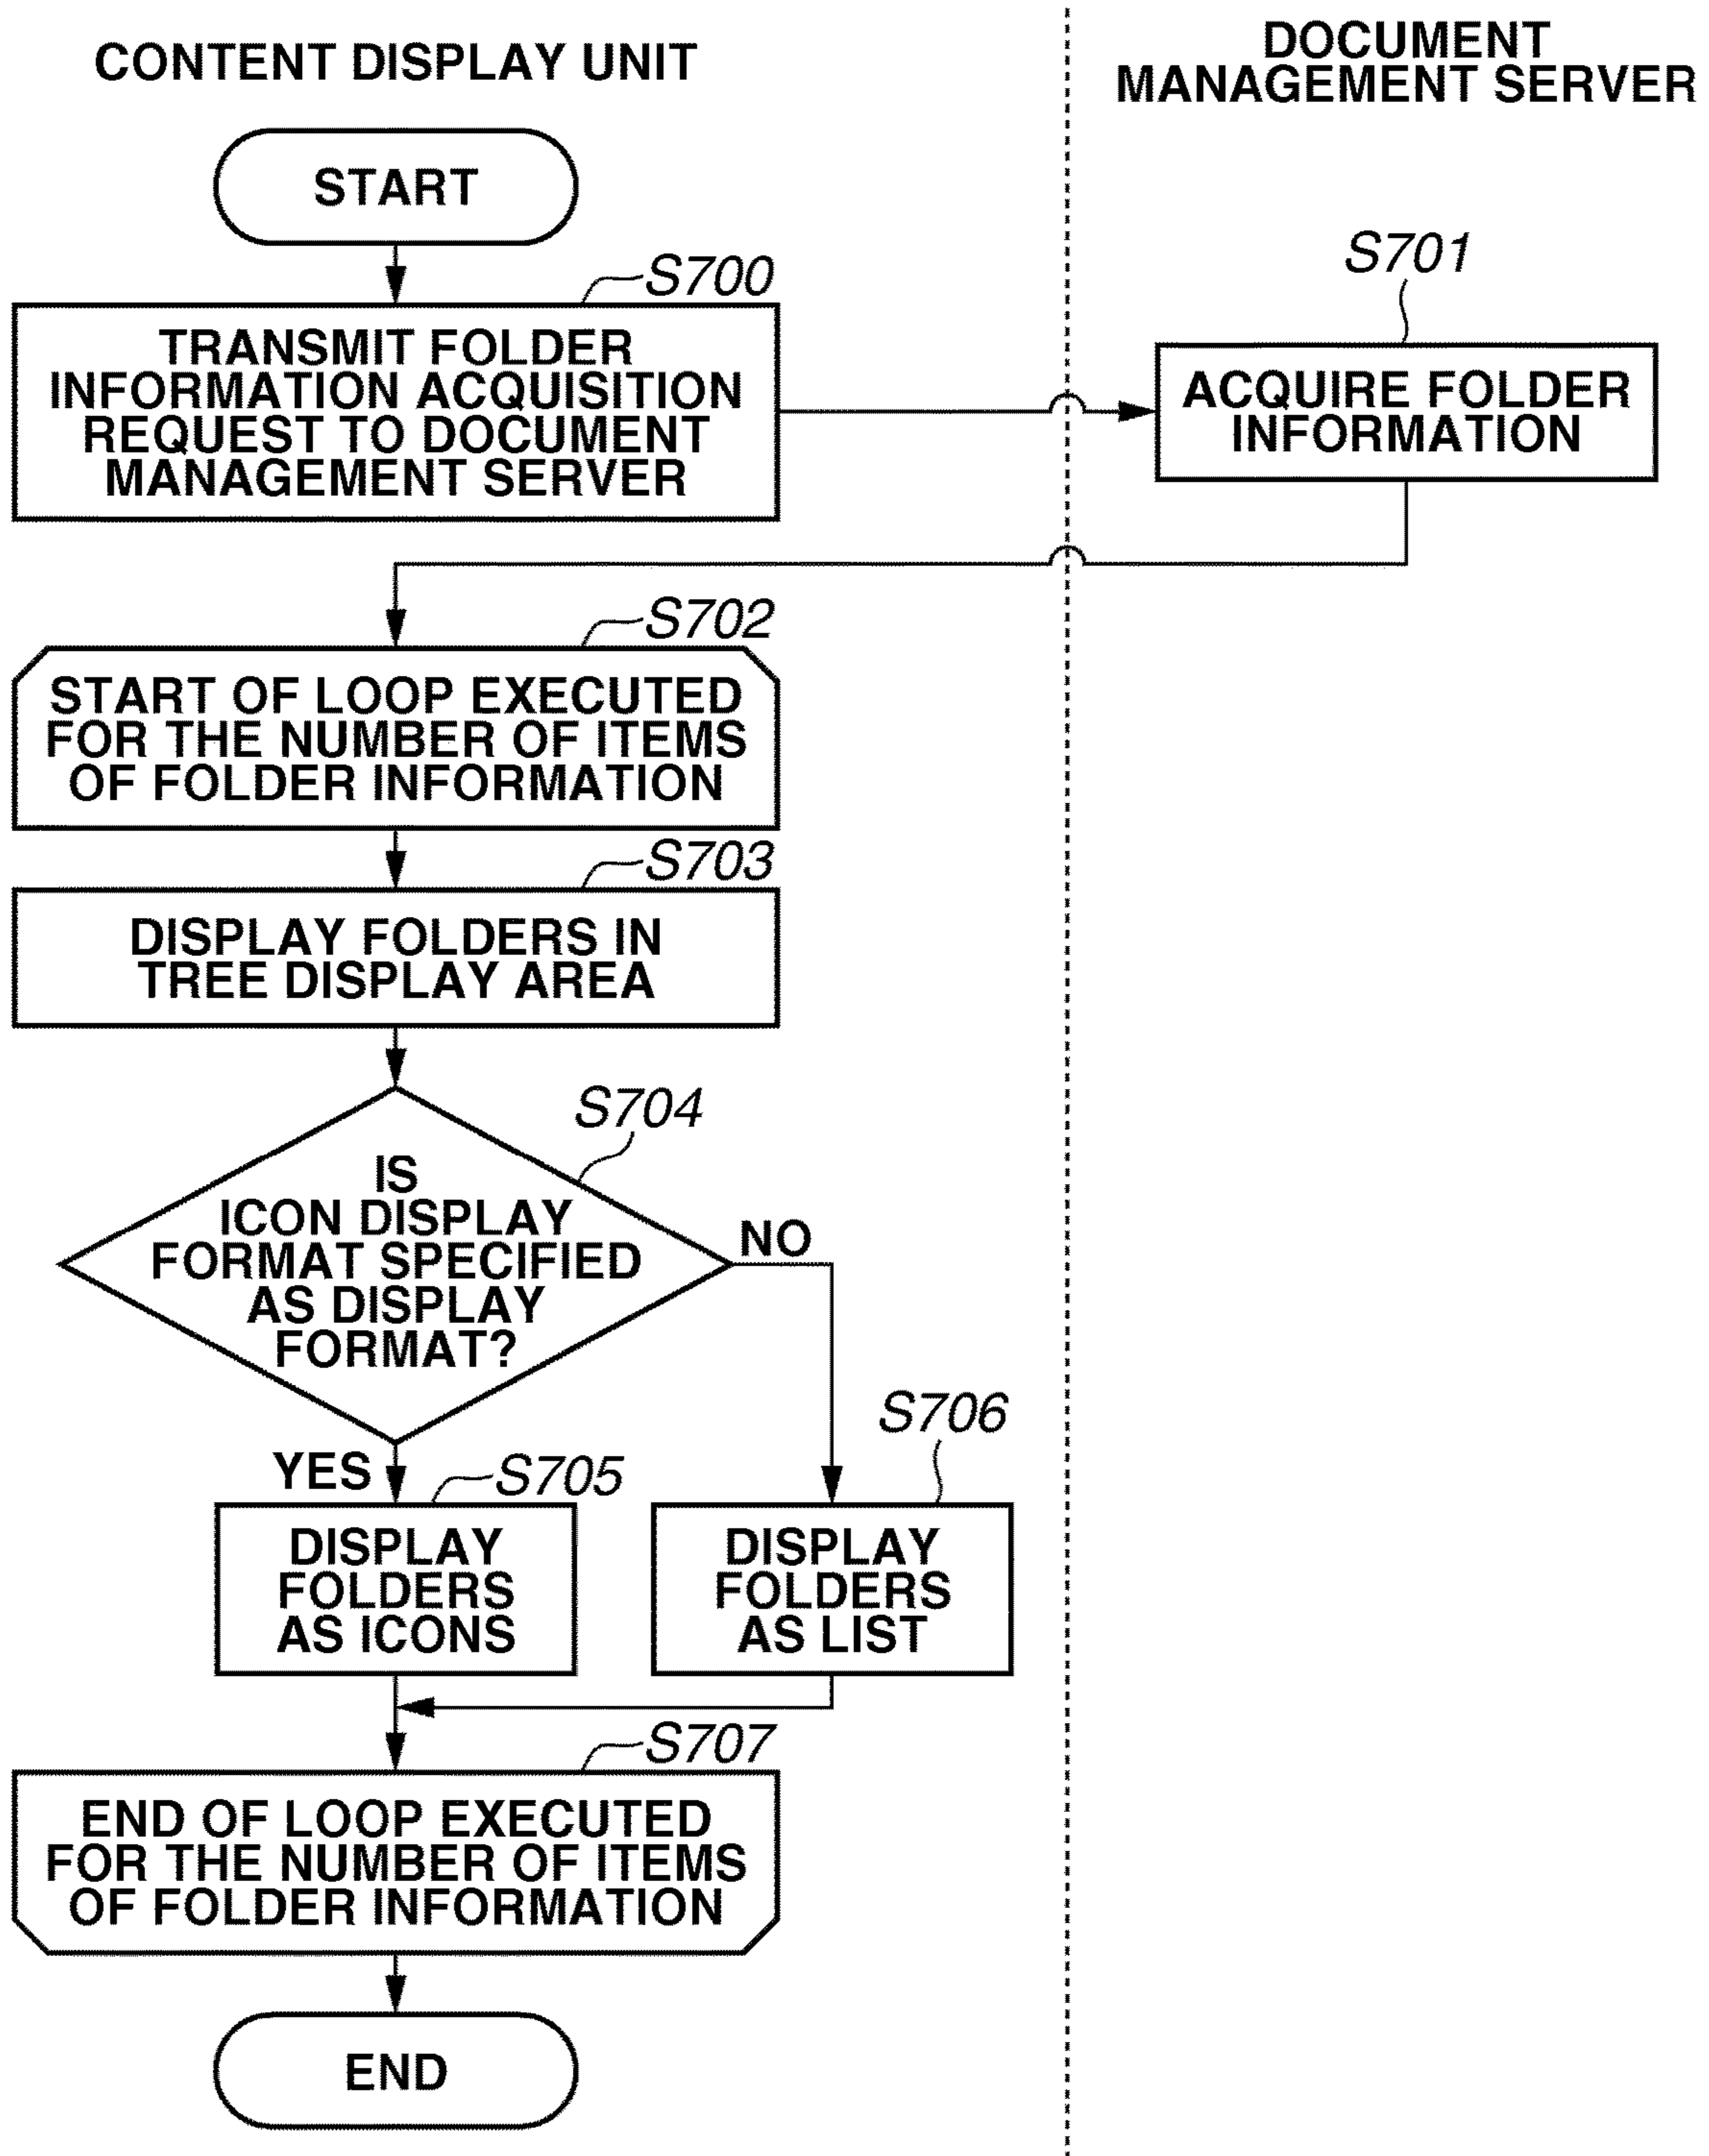 CONTENT DISPLAY UNIT
DOCUMENT
MANAGEMENT SERVER
START
S700
TRANSMIT FOLDER
INFORMATION ACQUISITION
REQUEST TO DOCUMENT
MANAGEMENT SERVER
S701
ACQUIRE FOLDER
INFORMATION
S702
START OF LOOP EXECUTED
FOR THE NUMBER OF ITEMS
OF FOLDER INFORMATION
S703
DISPLAY FOLDERS IN
TREE DISPLAY AREA
S704
IS
ICON DISPLAY
FORMAT SPECIFIED
AS DISPLAY
FORMAT?
NO
YES
S705
DISPLAY
FOLDERS
AS ICONS
S706
DISPLAY
FOLDERS
AS LIST
S707
END OF LOOP EXECUTED
FOR THE NUMBER OF ITEMS
OF FOLDER INFORMATION
END